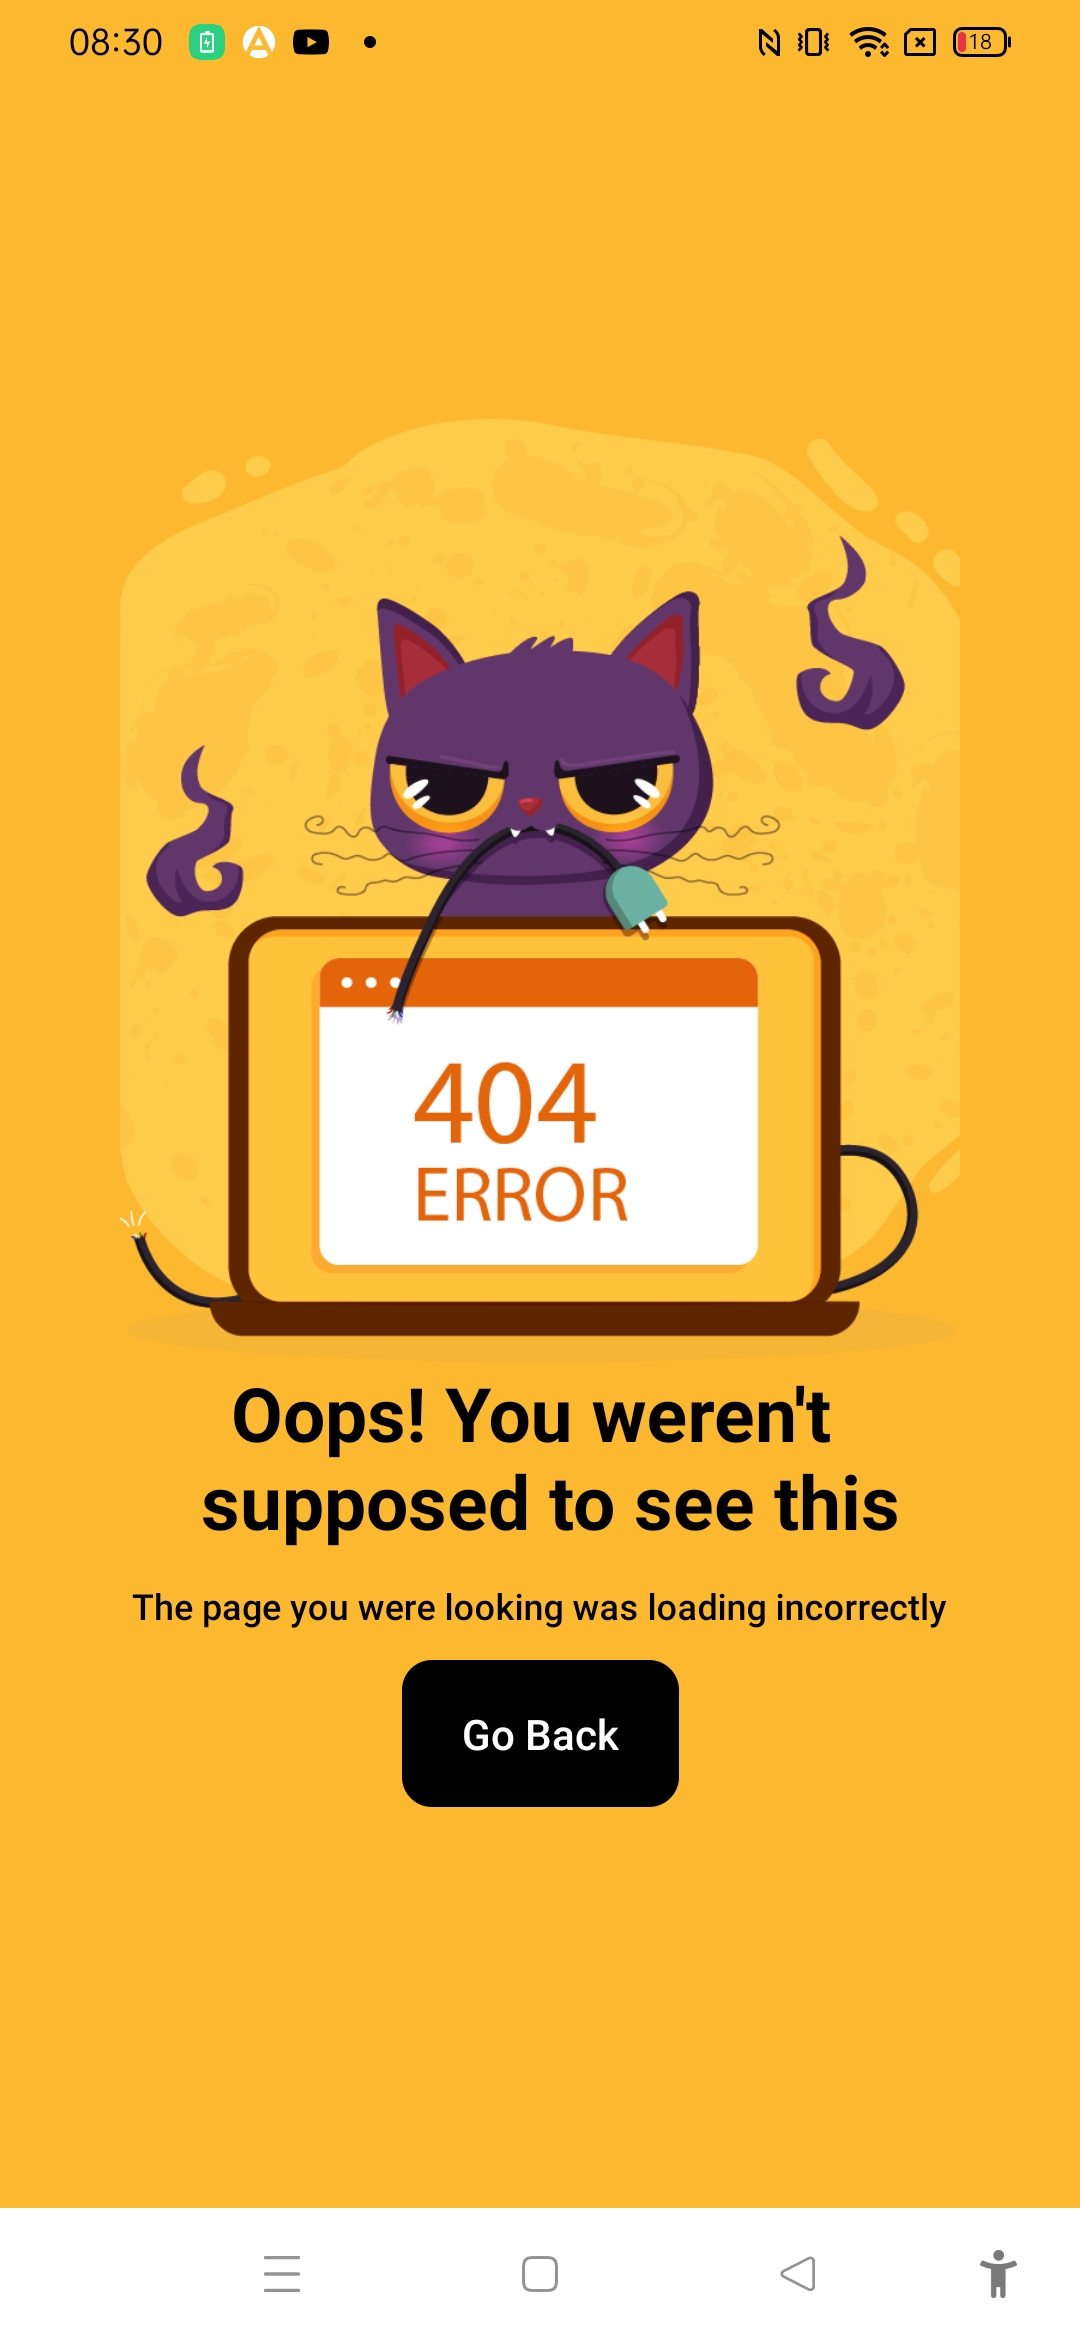 08:30
18
404
ERROR
Oops! You weren't
supposed to see this
The page you were looking was loading incorrectly
Go Back